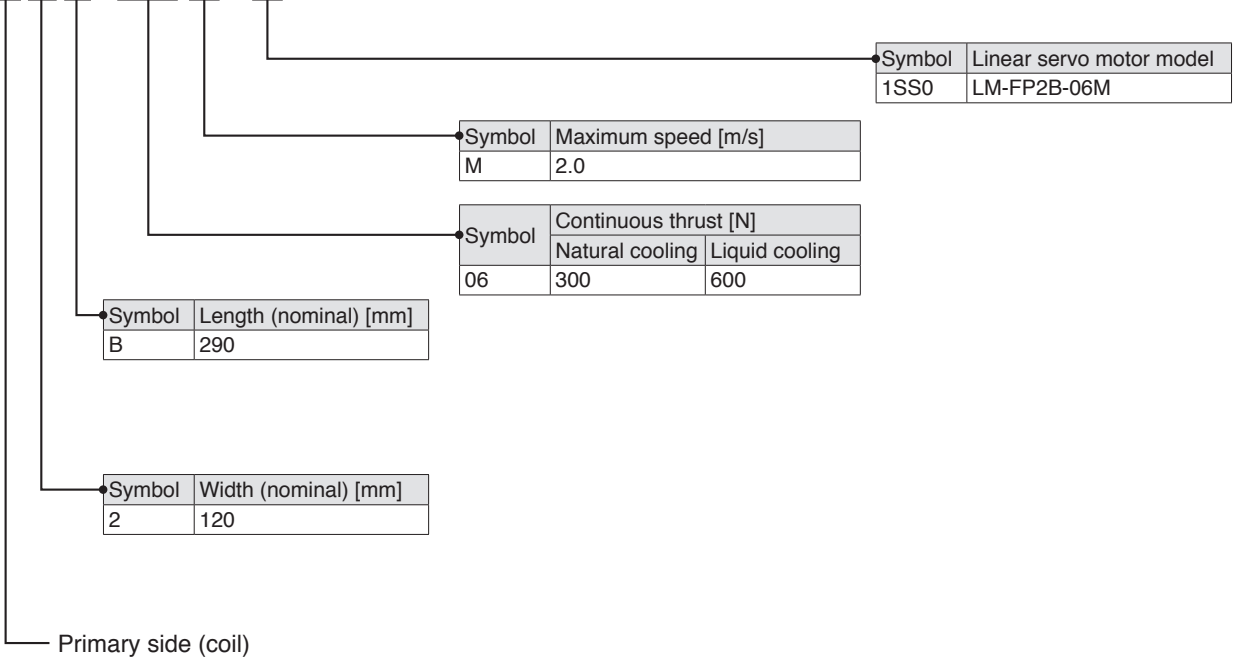 Symbol Linear servo motor model
1SS0 LM-FP2B-06M
Symbol Maximum speed [m/s]
M 2.0
Symbol Continuous thrust [N]
Natural cooling Liquid cooling
06 300 600
Symbol Length (nominal) [mm]
B 290
Symbol Width (nominal) [mm]
2 120
Primary side (coil)